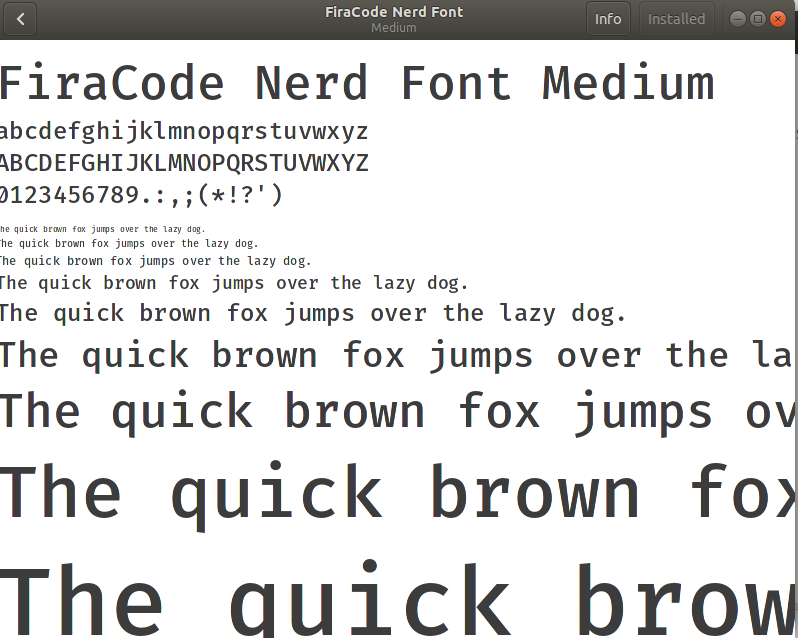 FiraCode Nerd Font
Medium
Info
Installed
FiraCode Nerd Font Medium
abcdefghijklmnopqrstuvwxyz
ABCDEFGHIJKLMNOPQRSTUVWXYZ
0123456789.:,;(*!?')
The quick brown fox jumps over the lazy dog.
The quick brown fox jumps over the lazy dog.
The quick brown fox jumps over the lazy dog.
The quick brown fox jumps over the lazy dog.
The quick brown fox jumps over the lazy dog.
The quick brown fox jumps over the la
The quick brown fox jumps ov
The quick brown fox
The quick brow